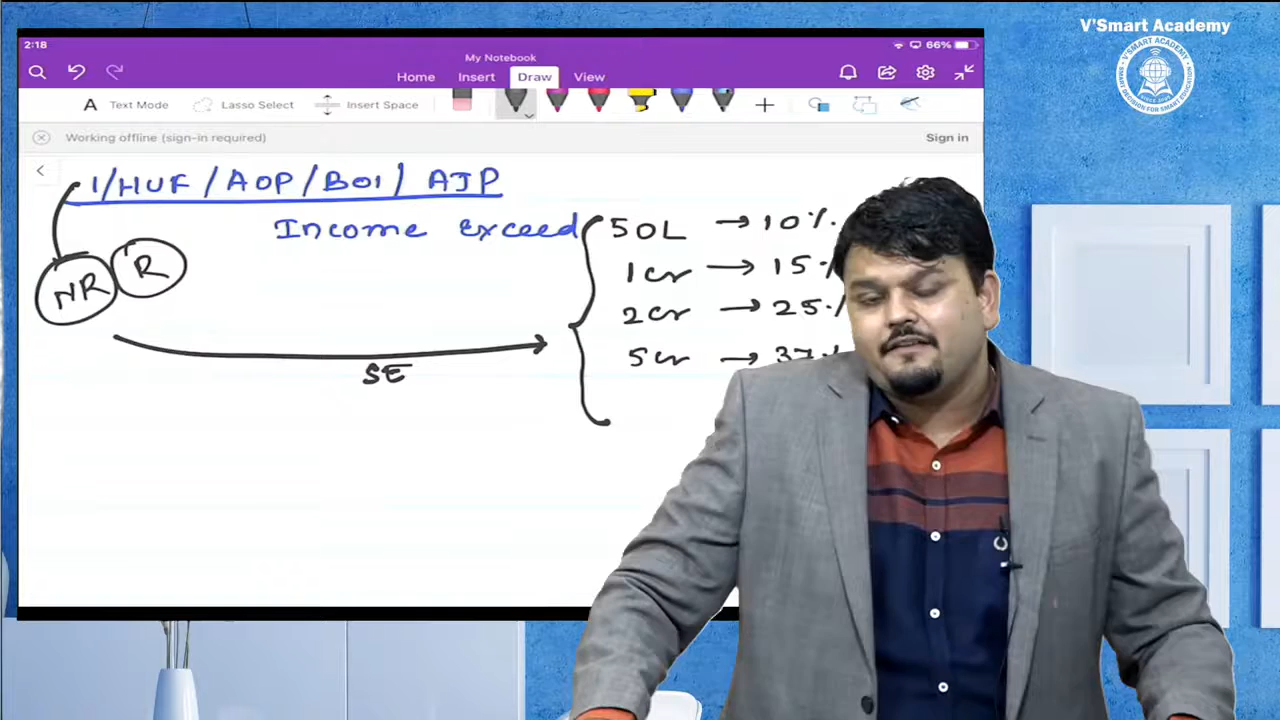 V'Smart Academy
2:18
66%
My Notebook
Home Insert Draw View
A Text Mode Lasso Select Insert Space
Working offline (sign-in required) Sign in
I/HUF/AOP/BOI/ AJP
Income exceed
50L → 10%
NR R
1cr → 15%
2cr → 25%
5cr → 37%
SE